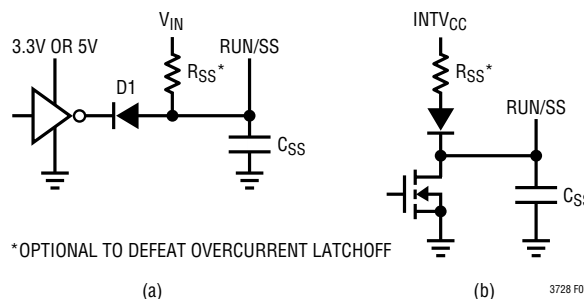 V_IN
3.3V OR 5V
RUN/SS
D1
R_SS*
C_SS
INTV_CC
R_SS*
RUN/SS
*OPTIONAL TO DEFEAT OVERCURRENT LATCHOFF
(a)
(b)
3728 F0